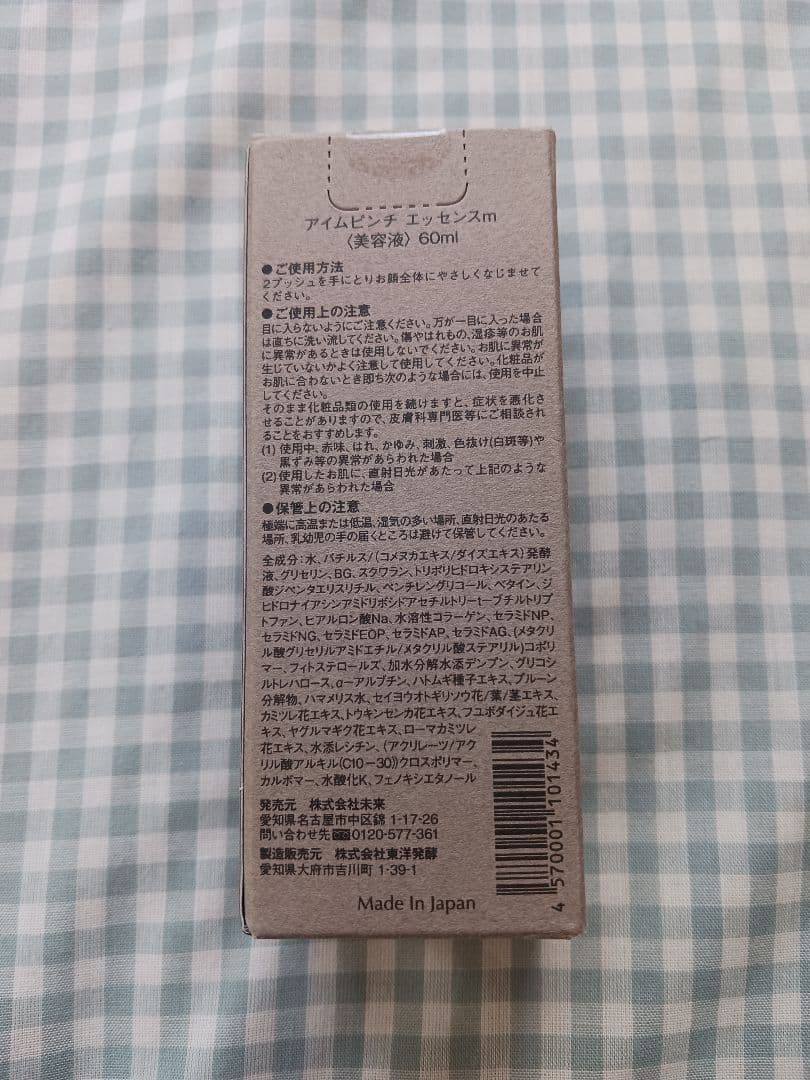 アイムピンチ エッセンスm
〈美容液〉60ml
●ご使用方法
2プッシュを手にとりお顔全体にやさしくなじませて
ください。
●ご使用上の注意
目に入らないようにご注意ください。万が一目に入った場合
は直ちに洗い流してください。傷やはれもの、湿疹等のお肌
に異常があるときは使用しないでください。お肌に異常が
生じていないかよく注意して使用してください。化粧品が
お肌に合わないとき即ち次のような場合には、使用を中止
してください。
そのまま化粧品類の使用を続けますと、症状を悪化さ
せることがありますので、皮膚科専門医等にご相談され
ることをおすすめします。
(1) 使用中、赤味、はれ、かゆみ、刺激、色抜け(白斑等)や
黒ずみ等の異常があらわれた場合
(2) 使用したお肌に、直射日光があたって上記のような
異常があらわれた場合
●保管上の注意
極端に高温または低温、湿気の多い場所、直射日光のあたる
場所、乳幼児の手の届くところは避けて保管してください。
全成分：水、バチルス/(コメヌカエキス/ダイズエキス)発酵
液、グリセリン、BG、スクワラン、トリポリヒドロキシステアリン
酸ジペンタエリスリチル、ペンチレングリコール、ベタイン、ジ
ヒドロナイアシンアミドリボシドアセチルトリーtーブチルトリプ
トファン、ヒアルロン酸Na、水溶性コラーゲン、セラミドNP、
セラミドNG、セラミドEOP、セラミドAP、セラミドAG、(メタクリ
ル酸グリセリルアミドエチル/メタクリル酸ステアリル)コポリ
マー、フィトステロールズ、加水分解水添デンプン、グリコシ
ルトレハロース、α-アルブチン、ハトムギ種子エキス、プルーン
分解物、ハマメリス水、セイヨウオトギリソウ花/葉/茎エキス、
カミツレ花エキス、トウキンセンカ花エキス、フユボダイジュ花エ
キス、ヤグルマギク花エキス、ローマカミツレ
花エキス、水添レシチン、(アクリレーツ/アク
リル酸アルキル(C10-30))クロスポリマー、
カルボマー、水酸化K、フェノキシエタノール
発売元 株式会社未来
愛知県名古屋市中区錦 1-17-26
問い合わせ先 0120-577-361
製造販売元 株式会社東洋発酵
愛知県大府市吉川町 1-39-1
Made In Japan
4 570001 101434